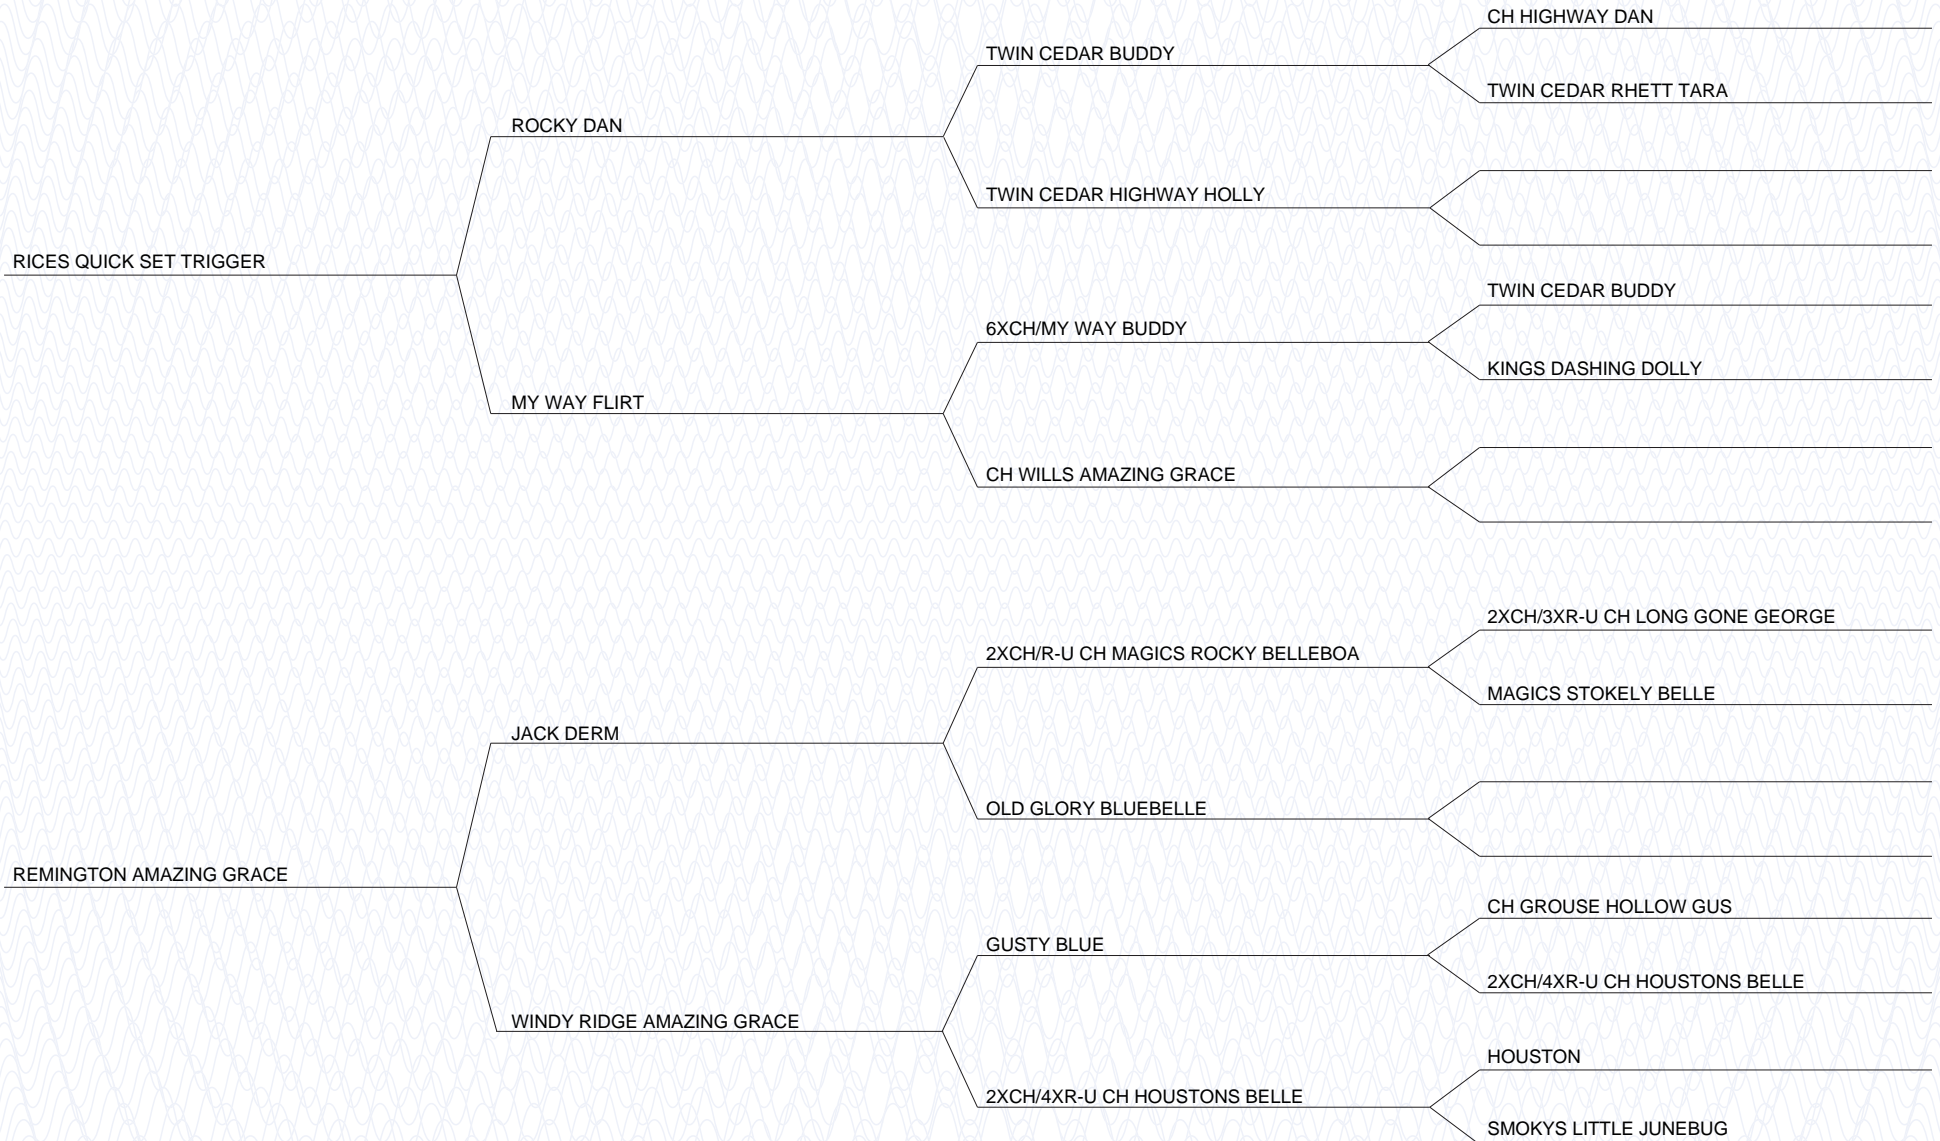 CH HIGHWAY DAN
TWIN CEDAR BUDDY
TWIN CEDAR RHETT TARA
ROCKY DAN
TWIN CEDAR HIGHWAY HOLLY
RICES QUICK SET TRIGGER
TWIN CEDAR BUDDY
6XCH/MY WAY BUDDY
KINGS DASHING DOLLY
MY WAY FLIRT
CH WILLS AMAZING GRACE
2XCH/3XR-U CH LONG GONE GEORGE
2XCH/R-U CH MAGICS ROCKY BELLEBOA
MAGICS STOKELY BELLE
JACK DERM
OLD GLORY BLUEBELLE
REMINGTON AMAZING GRACE
CH GROUSE HOLLOW GUS
GUSTY BLUE
2XCH/4XR-U CH HOUSTONS BELLE
WINDY RIDGE AMAZING GRACE
HOUSTON
2XCH/4XR-U CH HOUSTONS BELLE
SMOKYS LITTLE JUNEBUG